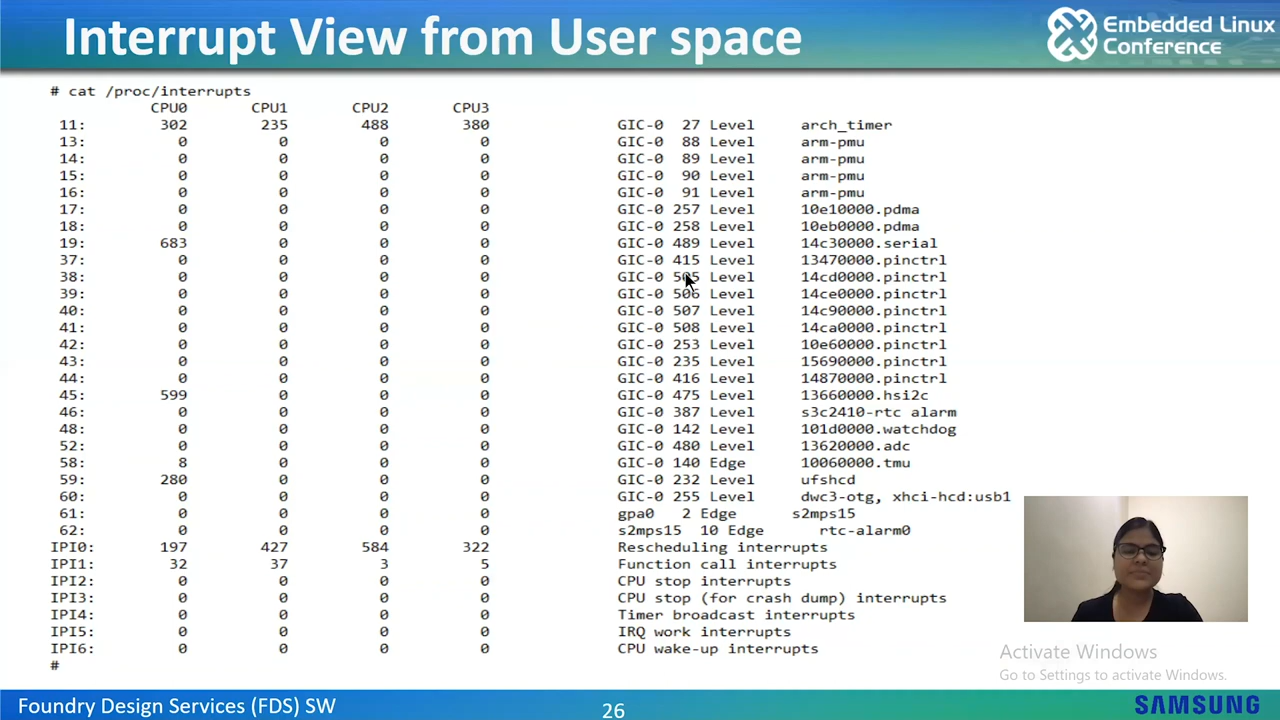 Interrupt View from User space
Embedded Linux
Conference
# cat /proc/interrupts
CPU0 CPU1 CPU2 CPU3
11: 302 235 488 380 GIC-0 27 Level arch_timer
13: 0 0 0 0 GIC-0 88 Level arm-pmu
14: 0 0 0 0 GIC-0 89 Level arm-pmu
15: 0 0 0 0 GIC-0 90 Level arm-pmu
16: 0 0 0 0 GIC-0 91 Level arm-pmu
17: 0 0 0 0 GIC-0 257 Level 10e10000.pdma
18: 0 0 0 0 GIC-0 258 Level 10eb0000.pdma
19: 683 0 0 0 GIC-0 489 Level 14c30000.serial
37: 0 0 0 0 GIC-0 415 Level 13470000.pinctrl
38: 0 0 0 0 GIC-0 505 Level 14cd0000.pinctrl
39: 0 0 0 0 GIC-0 506 Level 14ce0000.pinctrl
40: 0 0 0 0 GIC-0 507 Level 14c90000.pinctrl
41: 0 0 0 0 GIC-0 508 Level 14ca0000.pinctrl
42: 0 0 0 0 GIC-0 253 Level 10e60000.pinctrl
43: 0 0 0 0 GIC-0 235 Level 15690000.pinctrl
44: 0 0 0 0 GIC-0 416 Level 14870000.pinctrl
45: 599 0 0 0 GIC-0 475 Level 13660000.hsi2c
46: 0 0 0 0 GIC-0 387 Level s3c2410-rtc alarm
48: 0 0 0 0 GIC-0 142 Level 101d0000.watchdog
52: 0 0 0 0 GIC-0 480 Level 13620000.adc
58: 8 0 0 0 GIC-0 140 Edge 10060000.tmu
59: 280 0 0 0 GIC-0 232 Level ufshcd
60: 0 0 0 0 GIC-0 255 Level dwc3-otg, xhci-hcd:usb1
61: 0 0 0 0 gpa0 2 Edge s2mps15
62: 0 0 0 0 s2mps15 10 Edge rtc-alarm0
IPI0: 197 427 584 322 Rescheduling interrupts
IPI1: 32 37 3 5 Function call interrupts
IPI2: 0 0 0 0 CPU stop interrupts
IPI3: 0 0 0 0 CPU stop (for crash dump) interrupts
IPI4: 0 0 0 0 Timer broadcast interrupts
IPI5: 0 0 0 0 IRQ work interrupts
IPI6: 0 0 0 0 CPU wake-up interrupts
#
Activate Windows
Go to Settings to activate Windows.
Foundry Design Services (FDS) SW
26
SAMSUNG